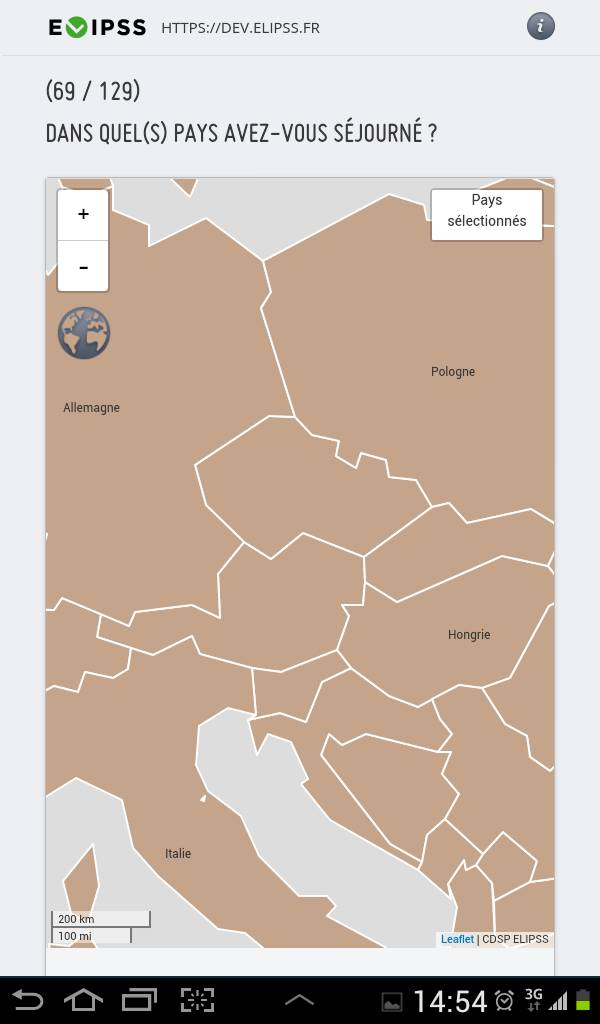 ELIPSS HTTPS://DEV.ELIPSS.FR i
(69 / 129)
DANS QUEL(S) PAYS AVEZ-VOUS SÉJOURNÉ ?
+
-
Pays
sélectionnés
Pologne
Allemagne
Hongrie
Italie
200 km
100 mi
Leaflet | CDSP ELIPSS
14:54 3G